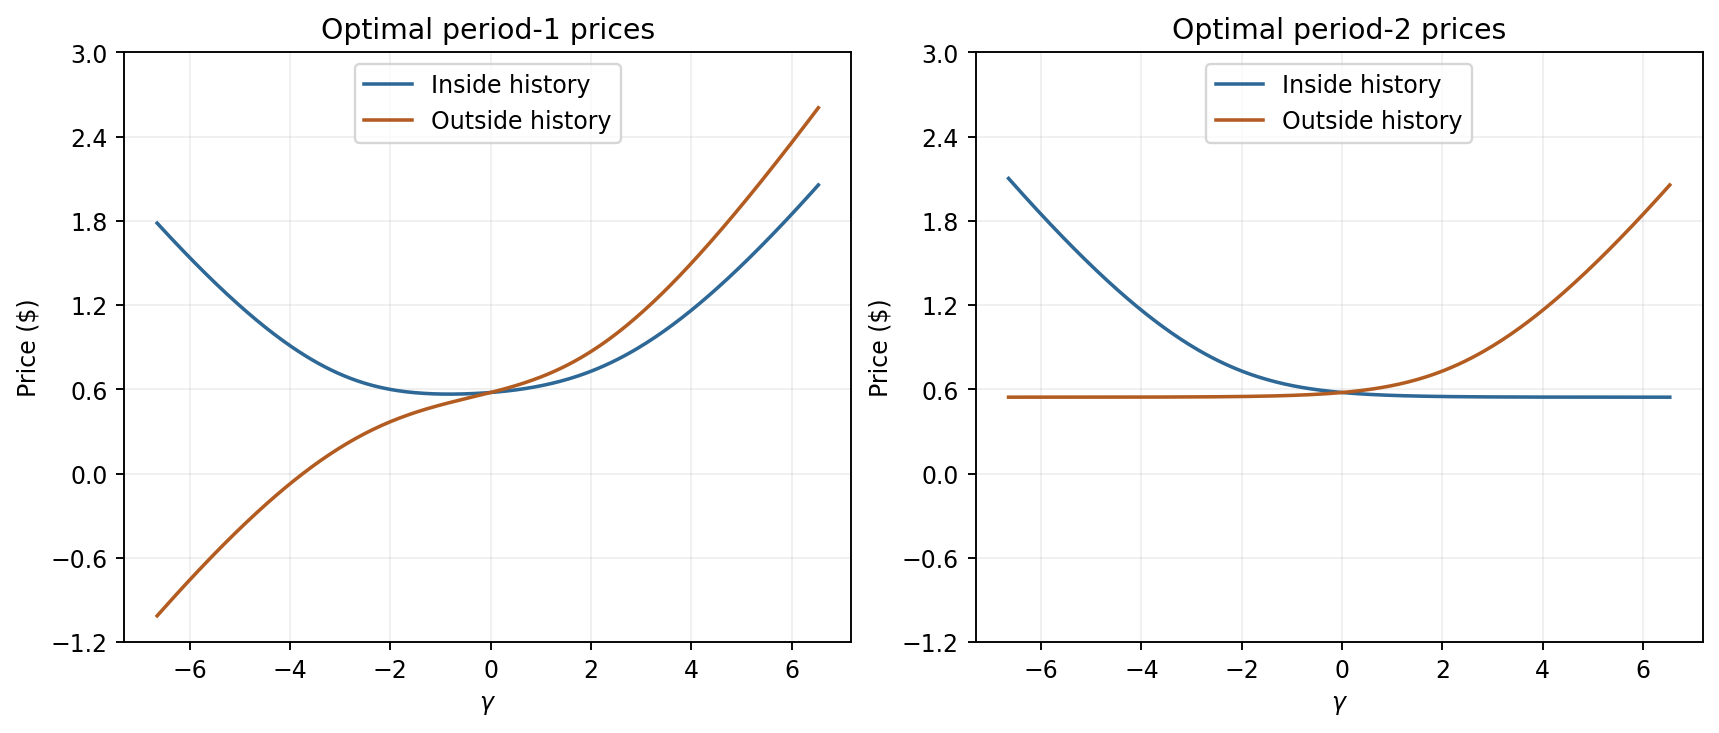 Optimal period-1 prices
Inside history
Outside history
Price ($)
3.0
2.4
1.8
1.2
0.6
0.0
−0.6
−1.2
−6 −4 −2 0 2 4 6
γ
Optimal period-2 prices
Inside history
Outside history
Price ($)
3.0
2.4
1.8
1.2
0.6
0.0
−0.6
−1.2
−6 −4 −2 0 2 4 6
γ